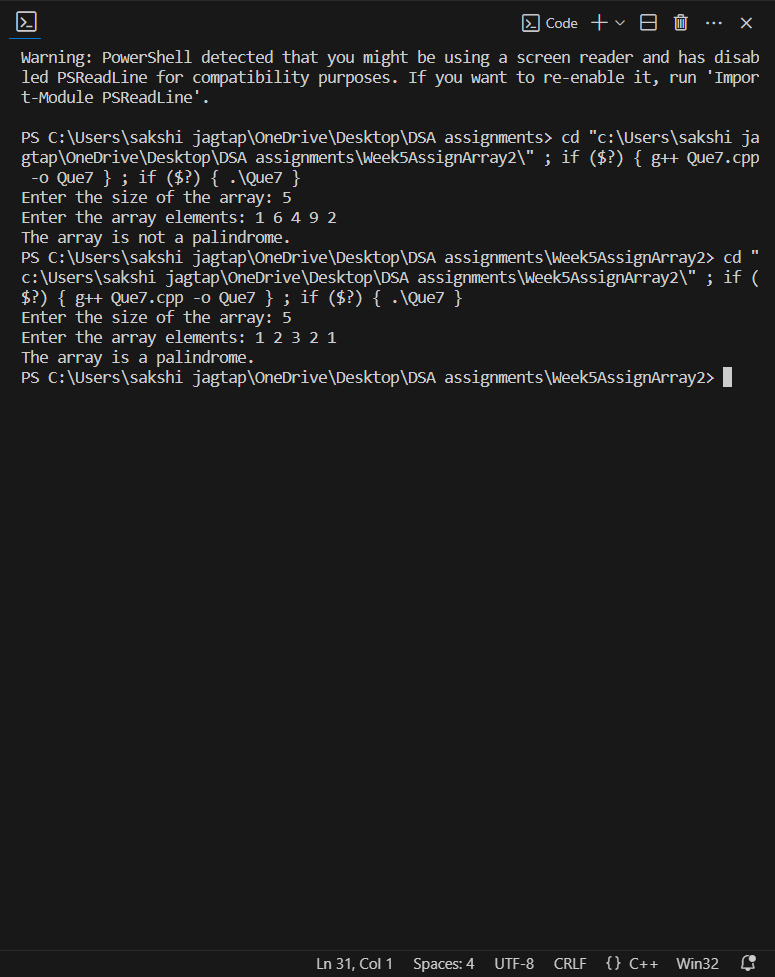 Code
Warning: PowerShell detected that you might be using a screen reader and has disab
led PSReadLine for compatibility purposes. If you want to re-enable it, run 'Impor
t-Module PSReadLine'.
PS C:\Users\sakshi jagtap\OneDrive\Desktop\DSA assignments> cd "c:\Users\sakshi ja
gtap\OneDrive\Desktop\DSA assignments\Week5AssignArray2\" ; if ($?) { g++ Que7.cpp
 -o Que7 } ; if ($?) { .\Que7 }
Enter the size of the array: 5
Enter the array elements: 1 6 4 9 2
The array is not a palindrome.
PS C:\Users\sakshi jagtap\OneDrive\Desktop\DSA assignments\Week5AssignArray2> cd "
c:\Users\sakshi jagtap\OneDrive\Desktop\DSA assignments\Week5AssignArray2\" ; if (
$?) { g++ Que7.cpp -o Que7 } ; if ($?) { .\Que7 }
Enter the size of the array: 5
Enter the array elements: 1 2 3 2 1
The array is a palindrome.
PS C:\Users\sakshi jagtap\OneDrive\Desktop\DSA assignments\Week5AssignArray2>
Ln 31, Col 1 Spaces: 4 UTF-8 CRLF {} C++ Win32